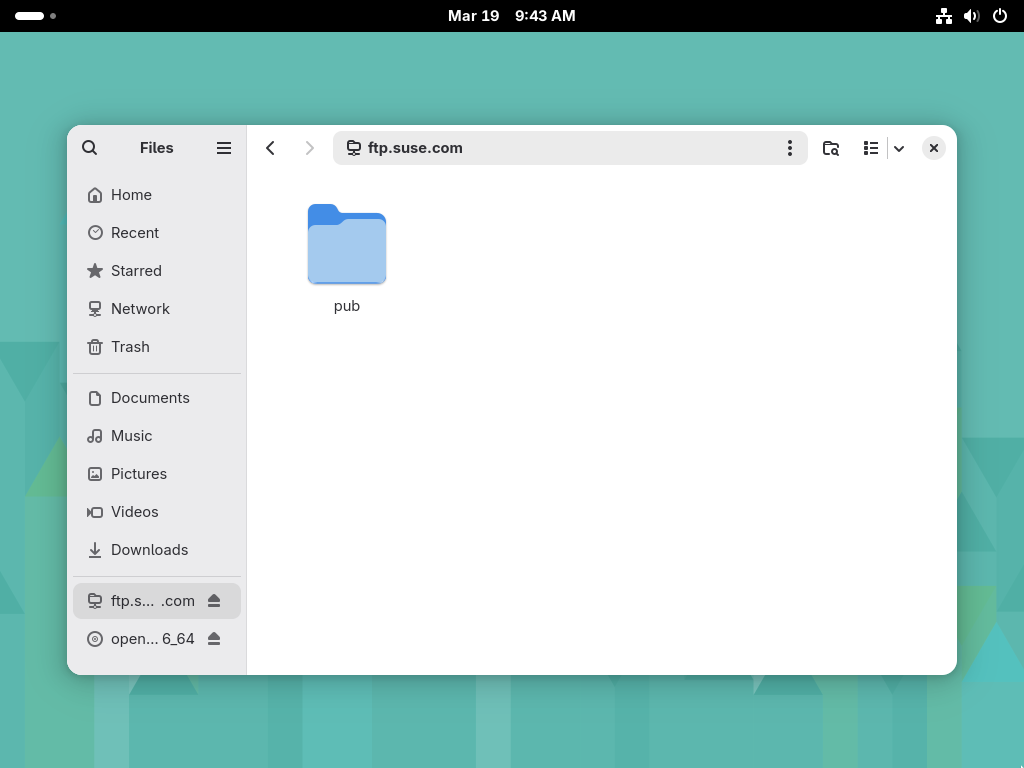 Mar 19 9:43 AM
Files
ftp.suse.com
Home
Recent
Starred
Network
Trash
Documents
Music
Pictures
Videos
Downloads
ftp.s… .com
open… 6_64
pub